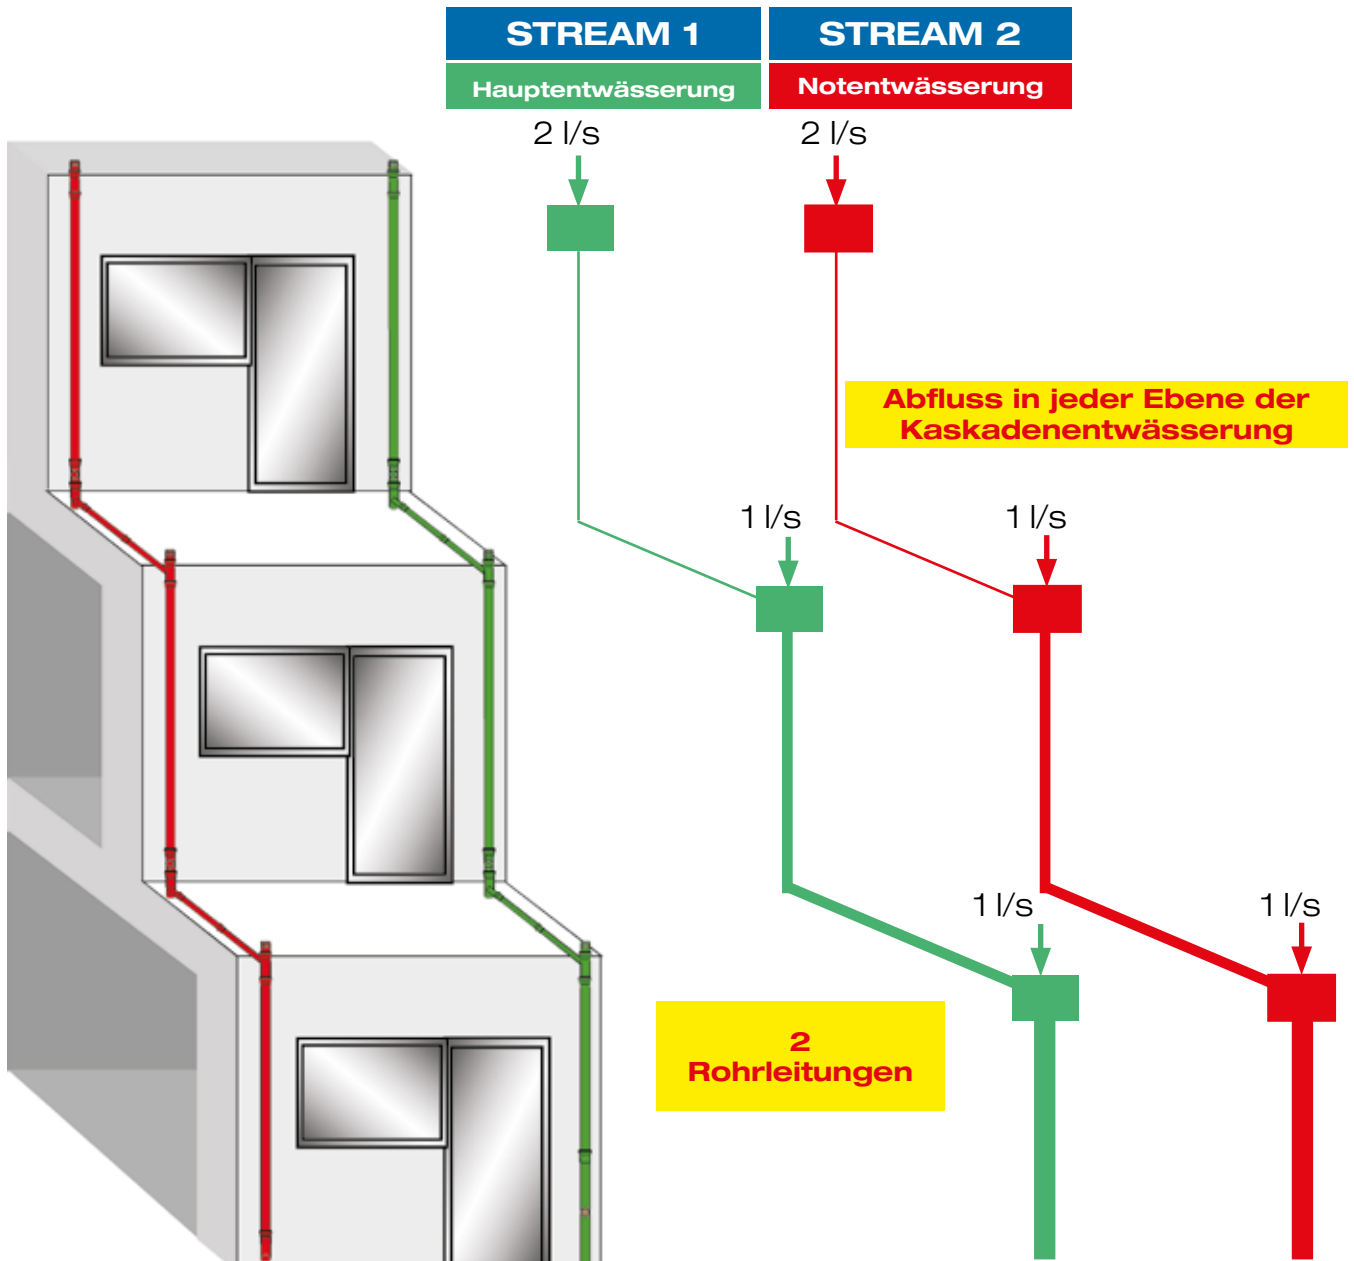 STREAM 1
STREAM 2
Hauptentwässerung
Notentwässerung
2 l/s
2 l/s
Abfluss in jeder Ebene der
Kaskadenentwässerung
1 l/s
1 l/s
1 l/s
1 l/s
2
Rohrleitungen